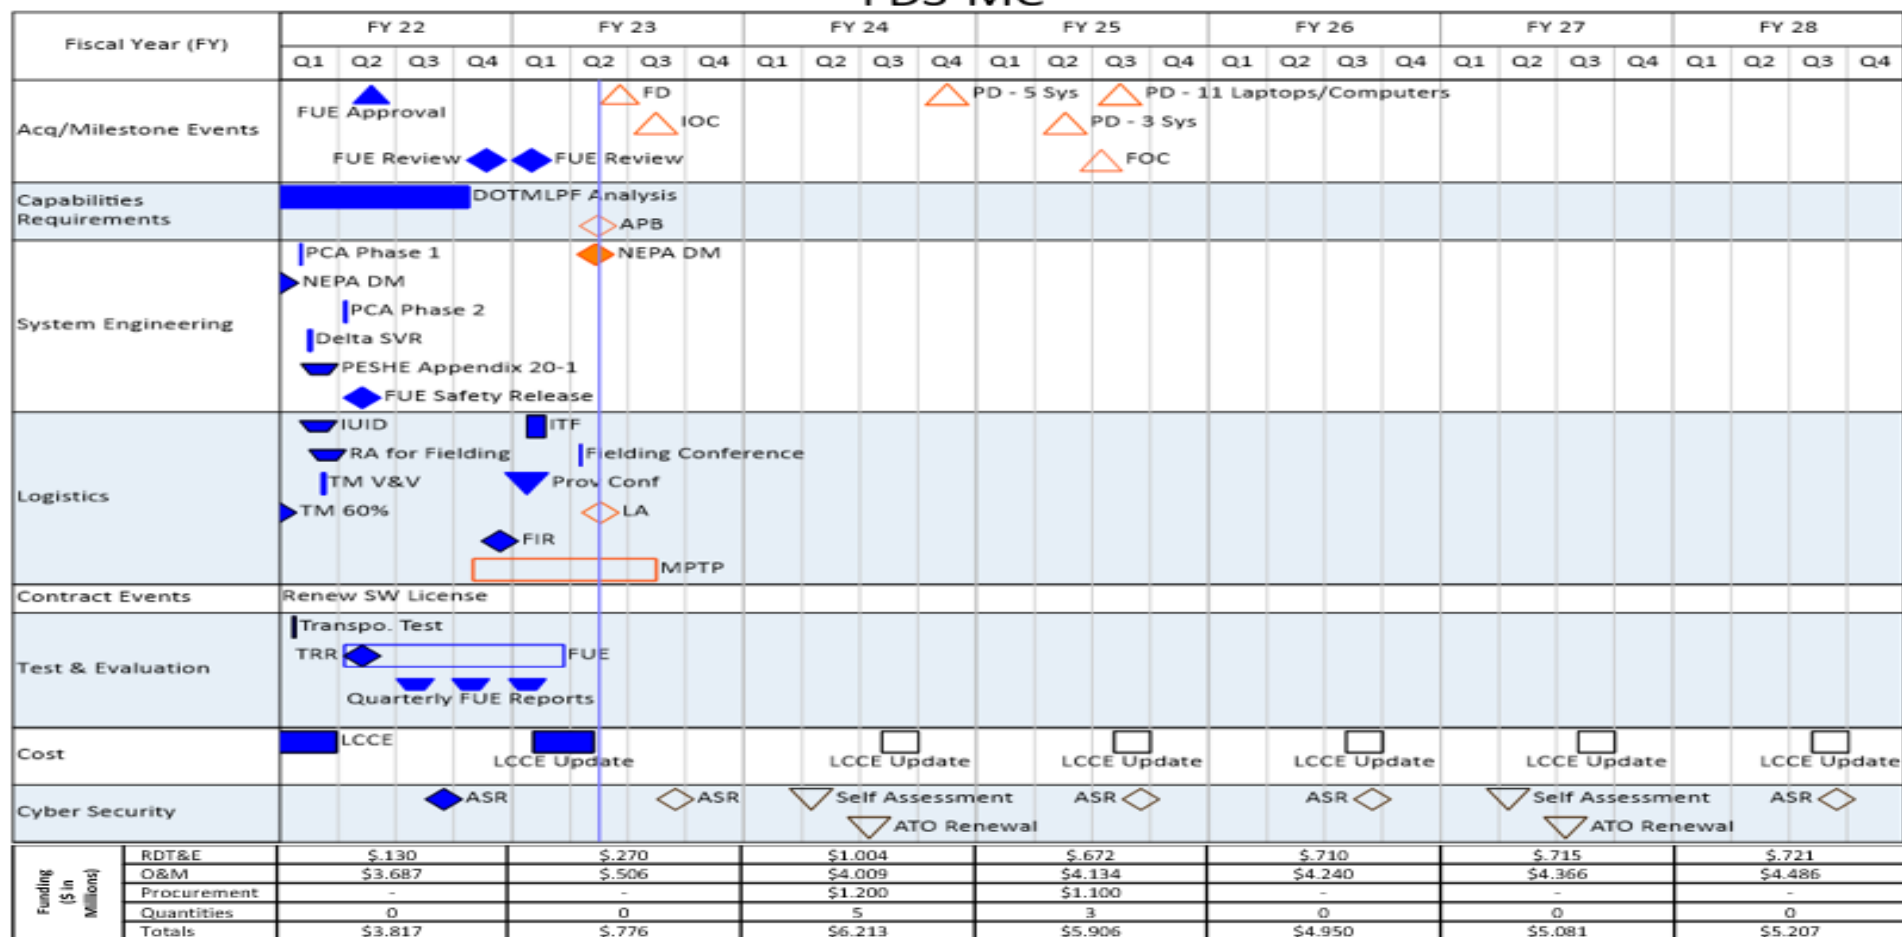 Fiscal Year (FY)
FY 22 FY 23 FY 24 FY 25 FY 26 FY 27 FY 28
Q1 Q2 Q3 Q4 Q1 Q2 Q3 Q4 Q1 Q2 Q3 Q4 Q1 Q2 Q3 Q4 Q1 Q2 Q3 Q4 Q1 Q2 Q3 Q4 Q1 Q2 Q3 Q4
Acq/Milestone Events
FD PD - 5 Sys PD - 11 Laptops/Computers
FUE Approval
IOC PD - 3 Sys
FUE Review FUE Review FOC
Capabilities
Requirements
DOTMLPF Analysis
APB
System Engineering
PCA Phase 1 NEPA DM
NEPA DM
PCA Phase 2
Delta SVR
PESHE Appendix 20-1
FUE Safety Release
Logistics
IUID ITF
RA for Fielding Fielding Conference
TM V&V Prov Conf
TM 60% LA
FIR
MPTP
Contract Events Renew SW License
Test & Evaluation
Transpo. Test
TRR FUE
Quarterly FUE Reports
Cost
LCCE
LCCE Update LCCE Update LCCE Update LCCE Update LCCE Update LCCE Update
Cyber Security
ASR ASR Self Assessment ASR ASR Self Assessment ASR
ATO Renewal ATO Renewal
Funding
($ in
Millions)
RDT&E $.130 $.270 $1.004 $.672 $.710 $.715 $.721
O&M $3.687 $.506 $4.009 $4.134 $4.240 $4.366 $4.486
Procurement - - $1.200 $1.100 - - -
Quantities 0 0 5 3 0 0 0
Totals $3.817 $.776 $6.213 $5.906 $4.950 $5.081 $5.207